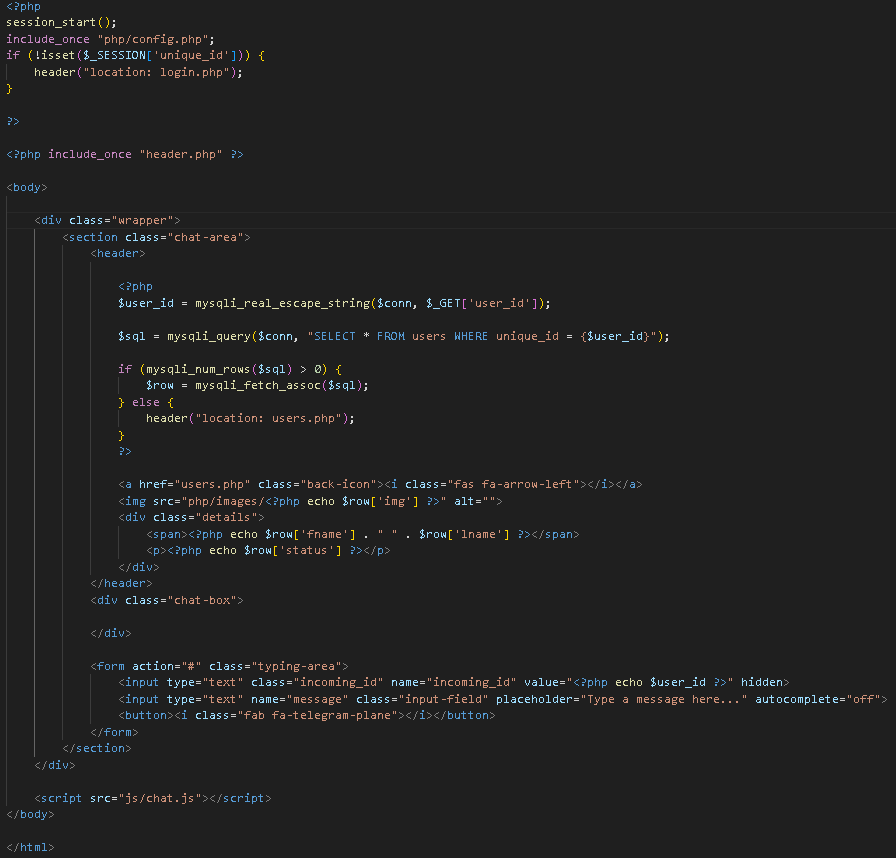 <?php
session_start();
include_once "php/config.php";
if (!isset($_SESSION['unique_id'])) {
    header("location: login.php");
}

?>

<?php include_once "header.php" ?>

<body>

    <div class="wrapper">
        <section class="chat-area">
            <header>

                <?php
                $user_id = mysqli_real_escape_string($conn, $_GET['user_id']);

                $sql = mysqli_query($conn, "SELECT * FROM users WHERE unique_id = {$user_id}");

                if (mysqli_num_rows($sql) > 0) {
                    $row = mysqli_fetch_assoc($sql);
                } else {
                    header("location: users.php");
                }
                ?>

                <a href="users.php" class="back-icon"><i class="fas fa-arrow-left"></i></a>
                <img src="php/images/<?php echo $row['img'] ?>" alt="">
                <div class="details">
                    <span><?php echo $row['fname'] . " " . $row['lname'] ?></span>
                    <p><?php echo $row['status'] ?></p>
                </div>
            </header>
            <div class="chat-box">

            </div>

            <form action="#" class="typing-area">
                <input type="text" class="incoming_id" name="incoming_id" value="<?php echo $user_id ?>" hidden>
                <input type="text" name="message" class="input-field" placeholder="Type a message here..." autocomplete="off">
                <button><i class="fab fa-telegram-plane"></i></button>
            </form>
        </section>
    </div>

    <script src="js/chat.js"></script>
</body>

</html>